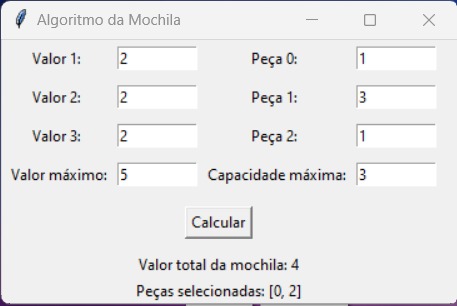 Algoritmo da Mochila
Valor 1: 2 Peça 0: 1
Valor 2: 2 Peça 1: 3
Valor 3: 2 Peça 2: 1
Valor máximo: 5 Capacidade máxima: 3
Calcular
Valor total da mochila: 4
Peças selecionadas: [0, 2]